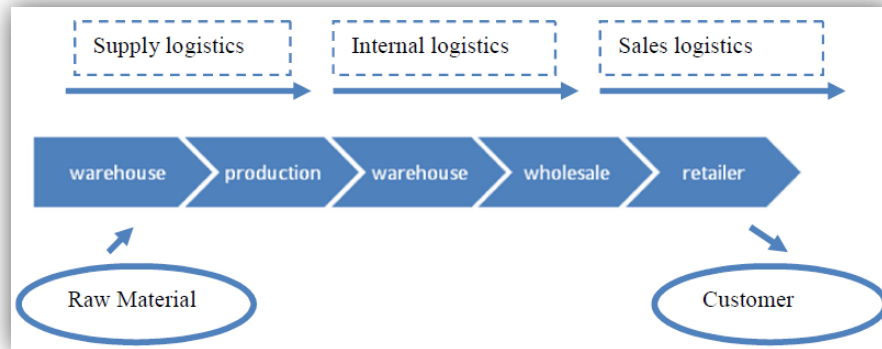 Supply logistics
Internal logistics
Sales logistics
warehouse
production
warehouse
wholesale
retailer
Raw Material
Customer